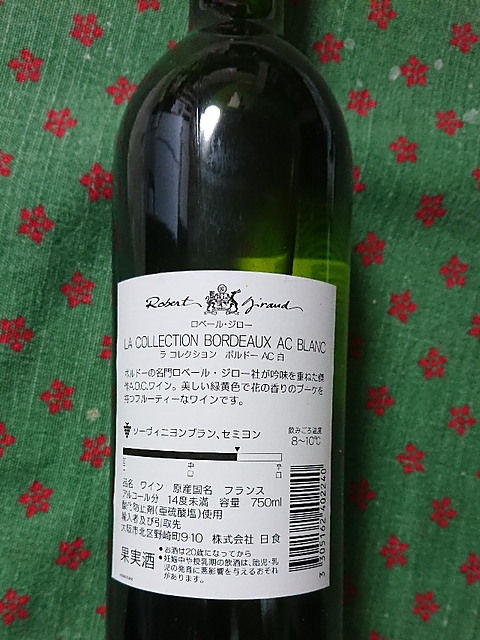 Robert Giraud
ロベール・ジロー
LA COLLECTION BORDEAUX AC BLANC
ラ コレクション ボルドー AC 白
ボルドーの名門ロベール・ジロー社が吟味を重ねた傑
作A.O.C.ワイン。美しい緑黄色で花の香りのブーケを
持つフルーティーなワインです。
ソーヴィニヨンブラン、セミヨン
飲みごろ温度
8～10℃
中口
辛口
品名 ワイン 原産国名 フランス
アルコール分 14度未満 容量 750ml
酸化防止剤(亜硫酸塩)使用
輸入者及び引取先
大阪市北区野崎町9-10 株式会社 日食
果実酒
●お酒は20歳になってから
●妊娠中や授乳期の飲酒は、胎児・乳
児の発育に悪影響を与えるおそれ
があります。
3 305162 140224